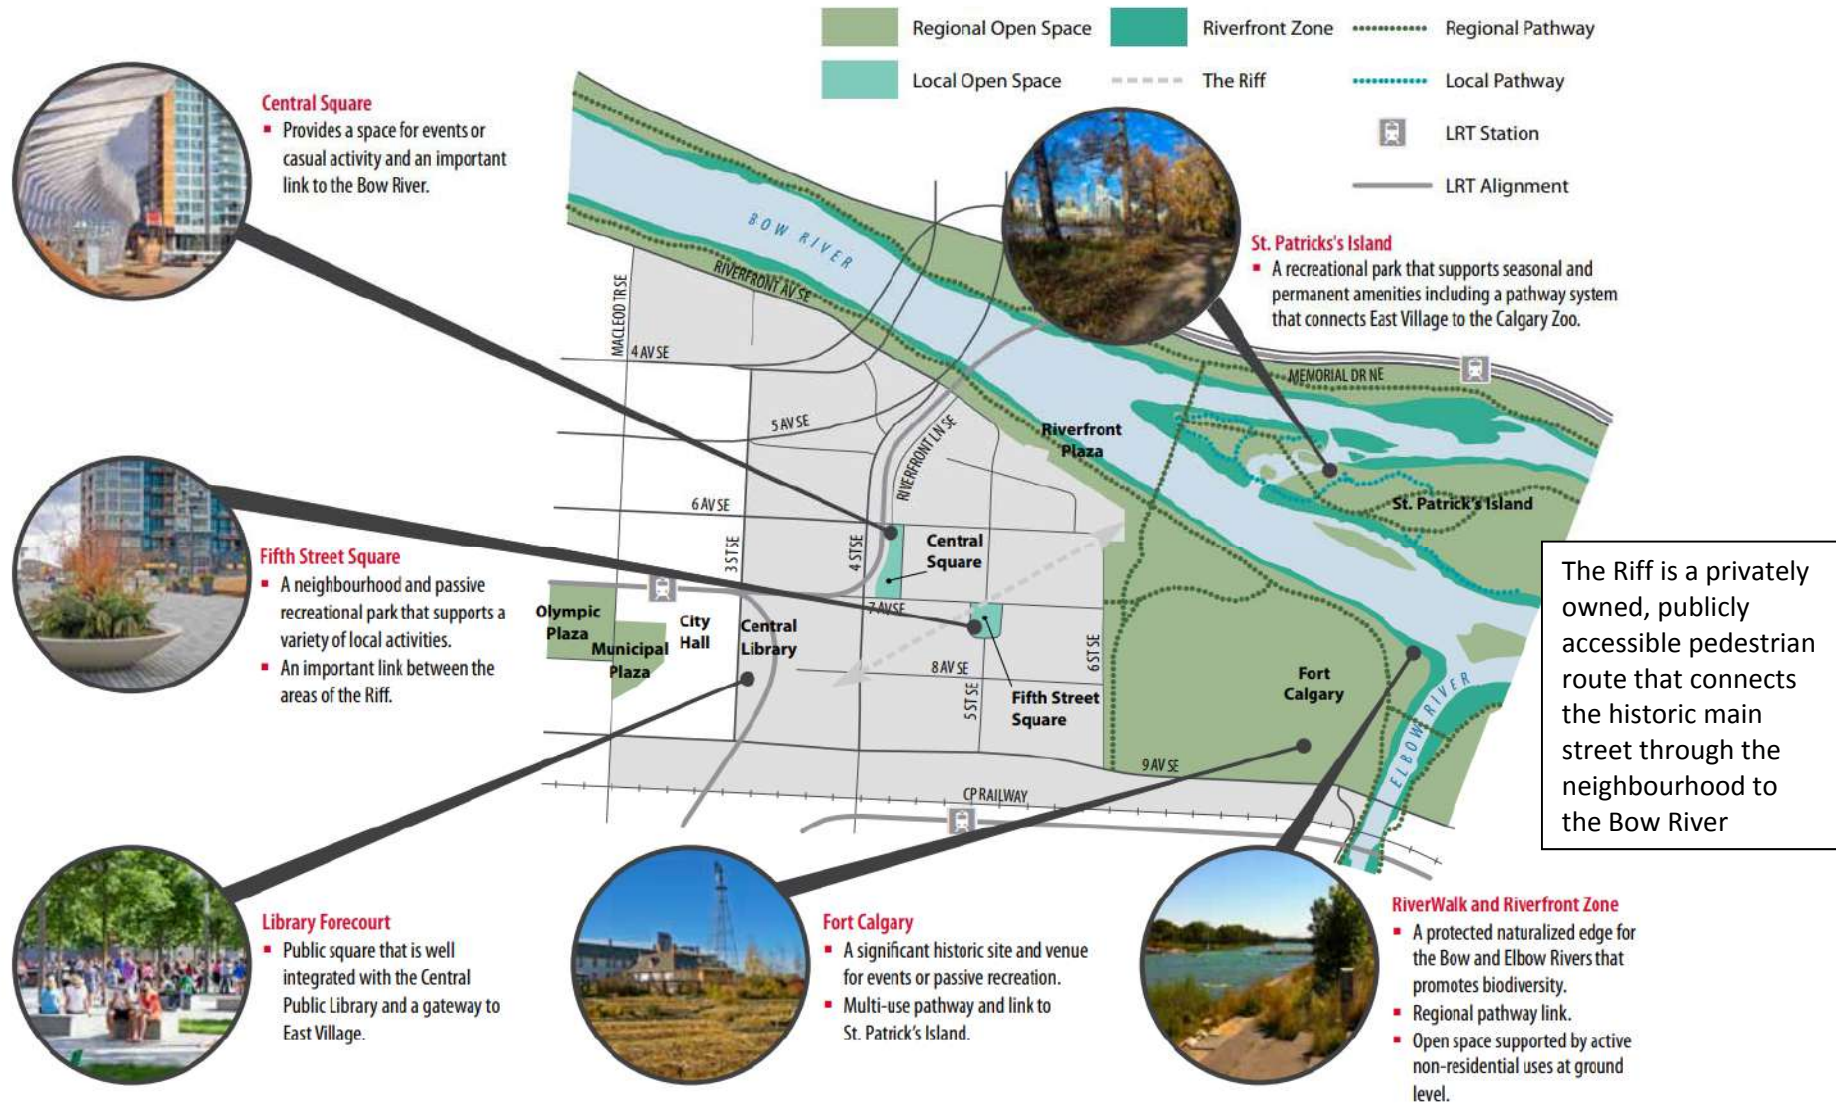 Regional Open Space
Riverfront Zone
Regional Pathway
Local Open Space
The Riff
Local Pathway
LRT Station
LRT Alignment
Central Square
▪ Provides a space for events or
casual activity and an important
link to the Bow River.
St. Patricks's Island
▪ A recreational park that supports seasonal and
permanent amenities including a pathway system
that connects East Village to the Calgary Zoo.
BOW RIVER
RIVERFRONT AV SE
MACLEOD TR SE
4 AV SE
MEMORIAL DR NE
5 AV SE
RIVERFRONT LN SE
Riverfront
Plaza
6 AV SE
St. Patrick's Island
3 ST SE
4 ST SE
Central
Square
Fifth Street Square
▪ A neighbourhood and passive
recreational park that supports a
variety of local activities.
▪ An important link between the
areas of the Riff.
Olympic
Plaza
Municipal
Plaza
City
Hall
Central
Library
7 AV SE
8 AV SE
5 ST SE
6 ST SE
Fifth Street
Square
Fort
Calgary
ELBOW RIVER
9 AV SE
CP RAILWAY
The Riff is a privately
owned, publicly
accessible pedestrian
route that connects
the historic main
street through the
neighbourhood to
the Bow River
Library Forecourt
▪ Public square that is well
integrated with the Central
Public Library and a gateway to
East Village.
Fort Calgary
▪ A significant historic site and venue
for events or passive recreation.
▪ Multi-use pathway and link to
St. Patrick's Island.
RiverWalk and Riverfront Zone
▪ A protected naturalized edge for
the Bow and Elbow Rivers that
promotes biodiversity.
▪ Regional pathway link.
▪ Open space supported by active
non-residential uses at ground
level.